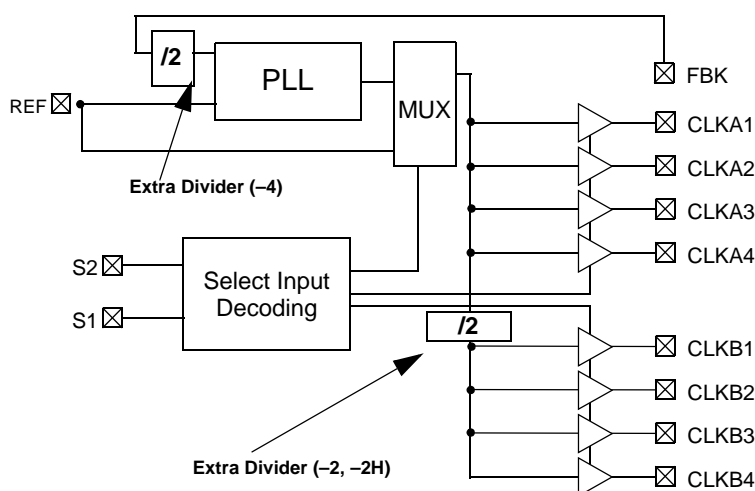 /2
PLL
FBK
REF
MUX
CLKA1
CLKA2
Extra Divider (–4)
CLKA3
CLKA4
S2
Select Input
Decoding
S1
/2
CLKB1
CLKB2
CLKB3
Extra Divider (–2, –2H)
CLKB4